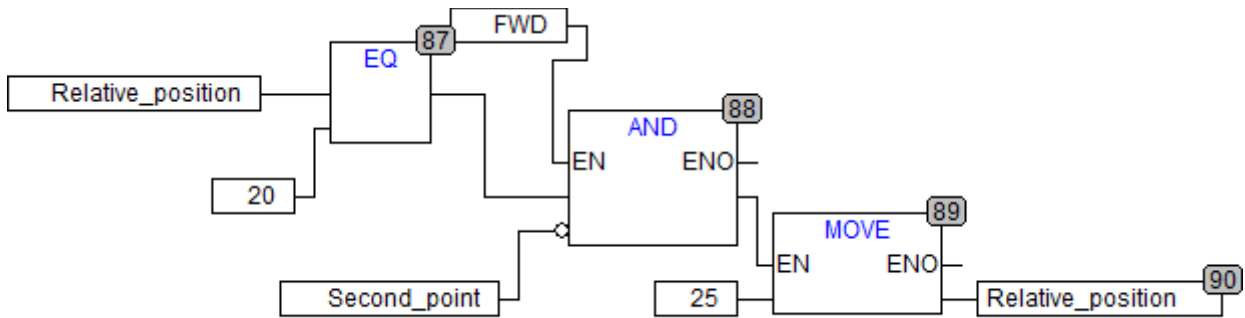 87
FWD
EQ
Relative_position
88
AND
EN ENO
20
89
MOVE
EN ENO
90
Second_point
25
Relative_position